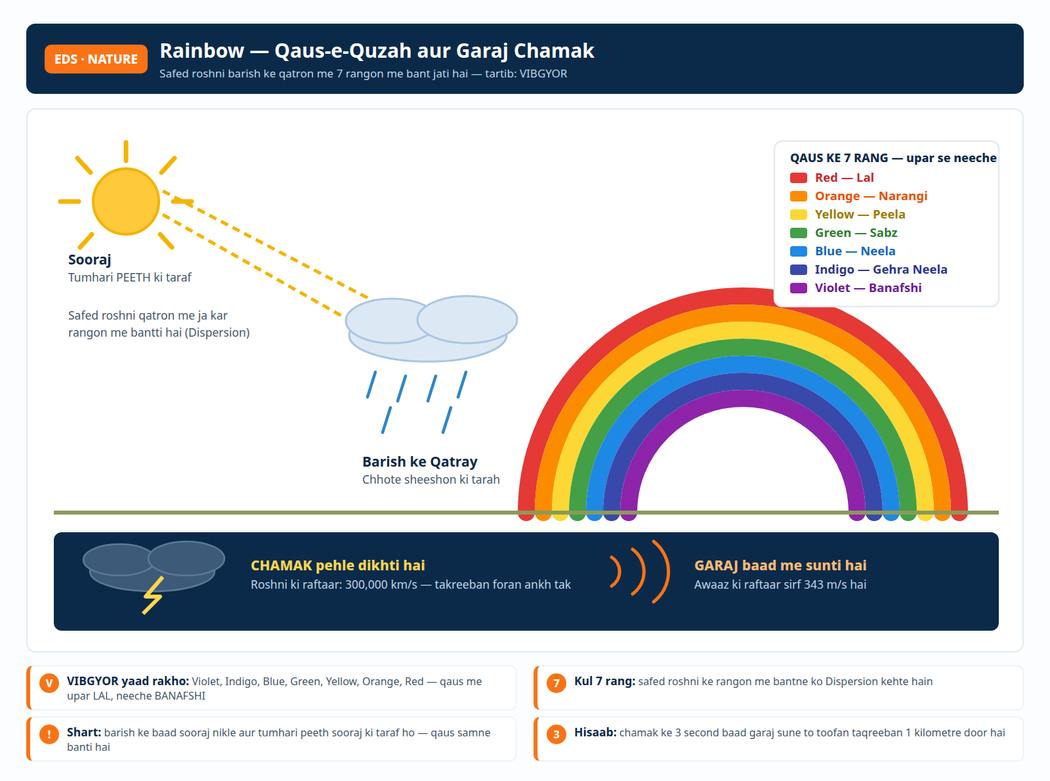 EDS · NATURE
Rainbow — Qaus-e-Quzah aur Garaj Chamak
Safed roshni barish ke qatron me 7 rangon me bant jati hai — tartib: VIBGYOR
QAUS KE 7 RANG — upar se neeche
Red — Lal
Orange — Narangi
Yellow — Peela
Green — Sabz
Blue — Neela
Indigo — Gehra Neela
Violet — Banafshi
Sooraj
Tumhari PEETH ki taraf
Safed roshni qatron me ja kar
rangon me bantti hai (Dispersion)
Barish ke Qatray
Chhote sheeshon ki tarah
CHAMAK pehle dikhti hai
Roshni ki raftaar: 300,000 km/s — takreeban foran ankh tak
GARAJ baad me sunti hai
Awaaz ki raftaar sirf 343 m/s hai
V
VIBGYOR yaad rakho: Violet, Indigo, Blue, Green, Yellow, Orange, Red — qaus me
upar LAL, neeche BANAFSHI
7
Kul 7 rang: safed roshni ke rangon me bantne ko Dispersion kehte hain
!
Shart: barish ke baad sooraj nikle aur tumhari peeth sooraj ki taraf ho — qaus samne
banti hai
3
Hisaab: chamak ke 3 second baad garaj sune to toofan taqreeban 1 kilometre door hai